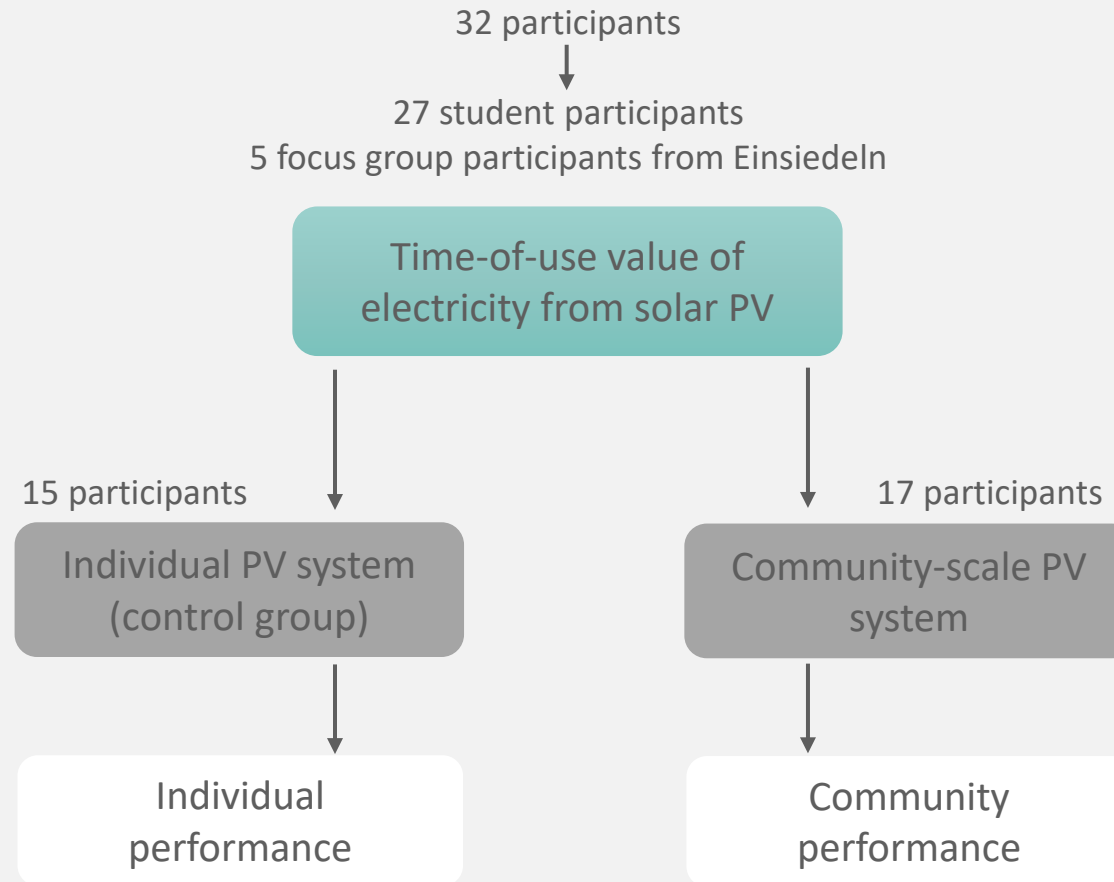 32 participants
27 student participants
5 focus group participants from Einsiedeln
Time-of-use value of
electricity from solar PV
15 participants
17 participants
Individual PV system
(control group)
Community-scale PV
system
Individual
performance
Community
performance